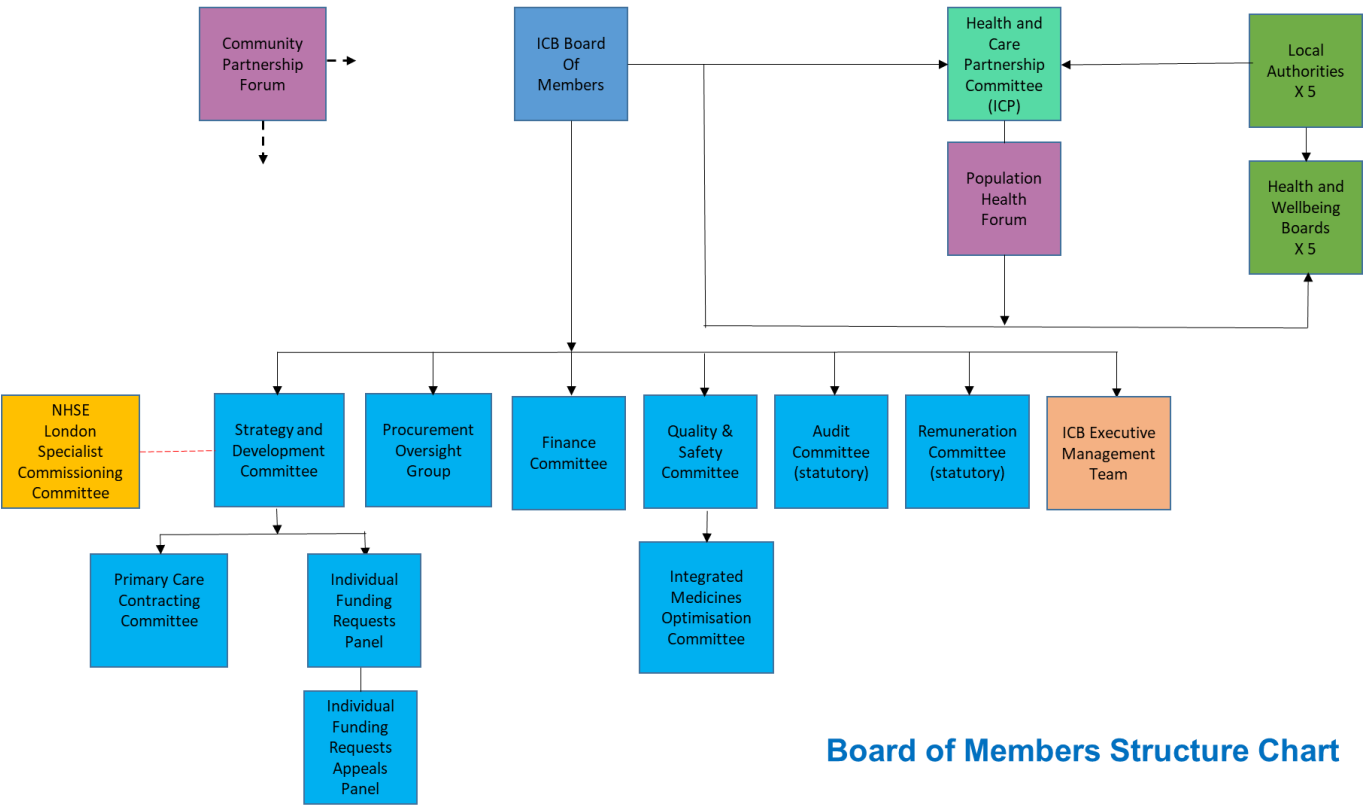 Community
Partnership
Forum
ICB Board
Of
Members
Health and
Care
Partnership
Committee
(ICP)
Local
Authorities
X 5
Population
Health
Forum
Health and
Wellbeing
Boards
X 5
NHSE
London
Specialist
Commissioning
Committee
Strategy and
Development
Committee
Procurement
Oversight
Group
Finance
Committee
Quality &
Safety
Committee
Audit
Committee
(statutory)
Remuneration
Committee
(statutory)
ICB Executive
Management
Team
Primary Care
Contracting
Committee
Individual
Funding
Requests
Panel
Integrated
Medicines
Optimisation
Committee
Individual
Funding
Requests
Appeals
Panel
Board of Members Structure Chart